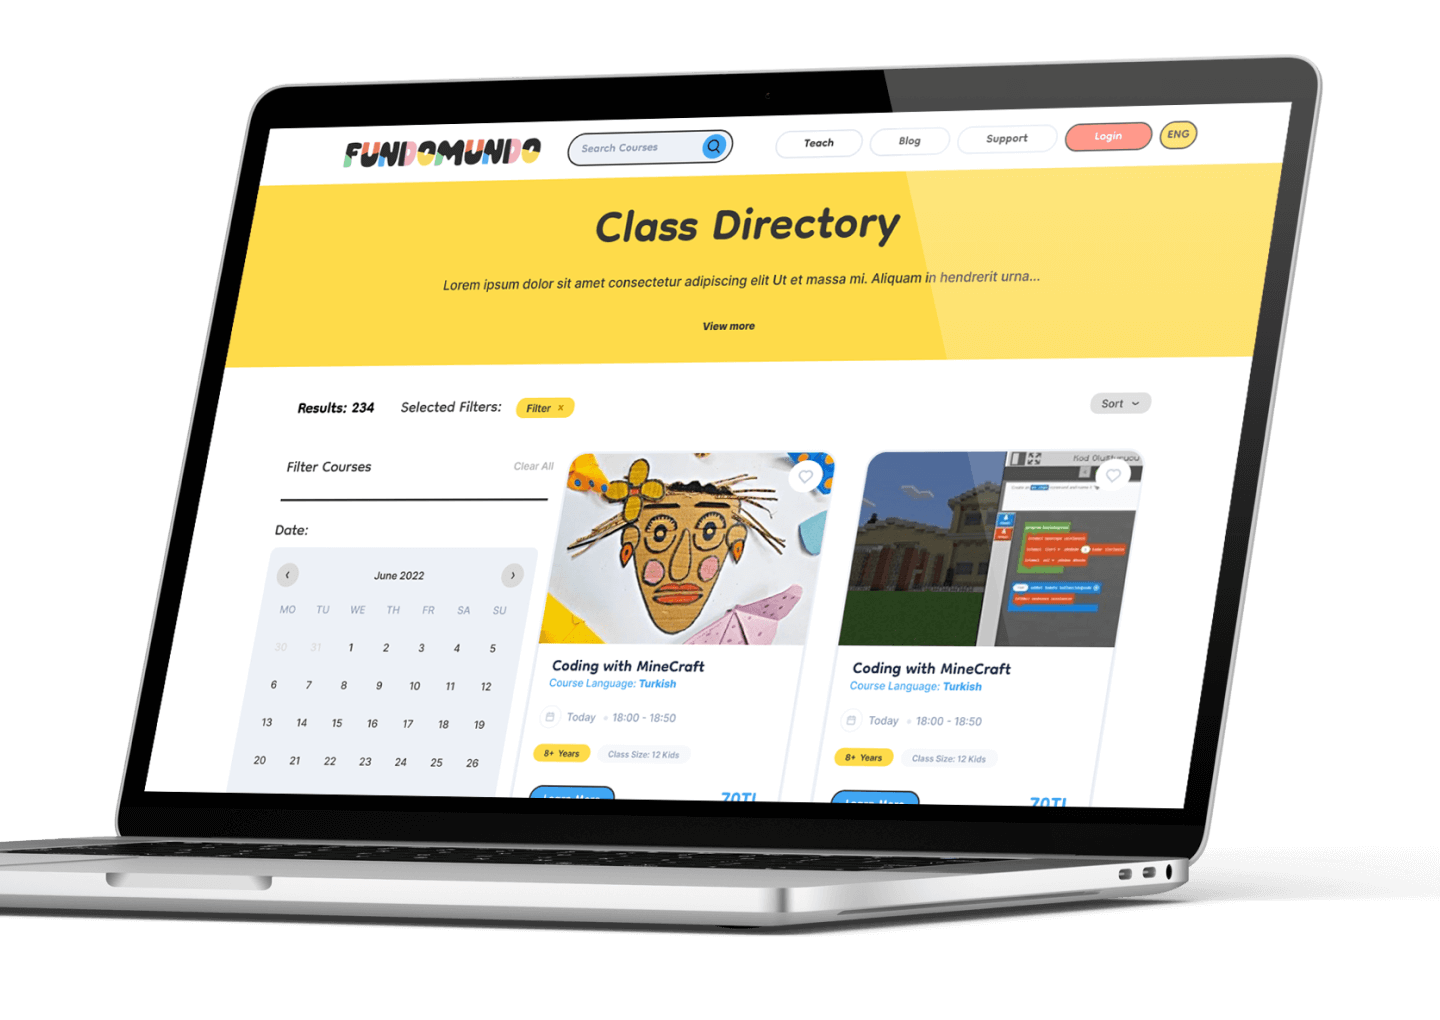 FUNDOMUNDO
Search Courses
Teach
Blog
Support
Login
ENG
Class Directory
Lorem ipsum dolor sit amet consectetur adipiscing elit Ut et massa mi. Aliquam in hendrerit urna...
View more
Results: 234
Selected Filters:
Filter x
Sort
Filter Courses
Clear All
Date:
June 2022
MO TU WE TH FR SA SU
30 31 1 2 3 4 5
6 7 8 9 10 11 12
13 14 15 16 17 18 19
20 21 22 23 24 25 26
Coding with MineCraft
Course Language: Turkish
Today 18:00 - 18:50
8+ Years
Class Size: 12 Kids
Learn More
70TL
Kod Oluşturucu
Coding with MineCraft
Course Language: Turkish
Today 18:00 - 18:50
8+ Years
Class Size: 12 Kids
Learn More
70TL